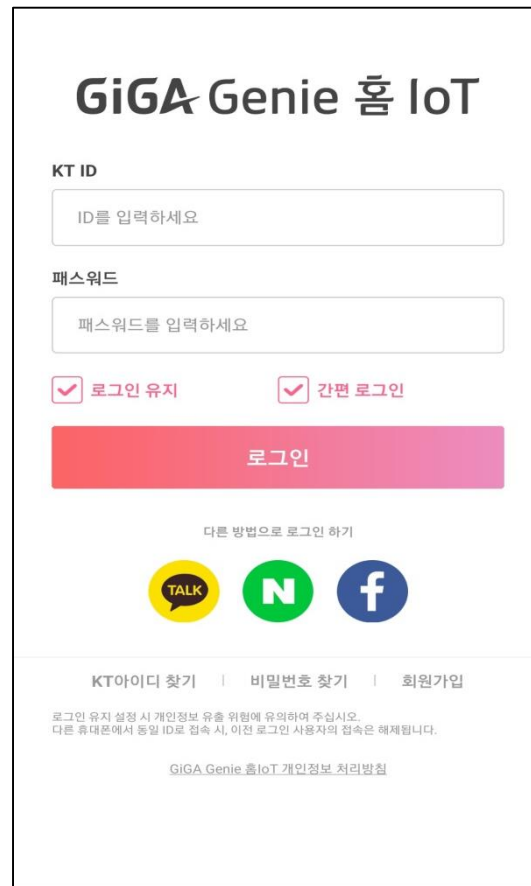 GiGA Genie 홈 IoT
KT ID
ID를 입력하세요
패스워드
패스워드를 입력하세요
로그인 유지 간편 로그인
로그인
다른 방법으로 로그인 하기
TALK N f
KT아이디 찾기 | 비밀번호 찾기 | 회원가입
로그인 유지 설정 시 개인정보 유출 위험에 유의하여 주십시오.
다른 휴대폰에서 동일 ID로 접속 시, 이전 로그인 사용자의 접속은 해제됩니다.
GiGA Genie 홈IoT 개인정보 처리방침